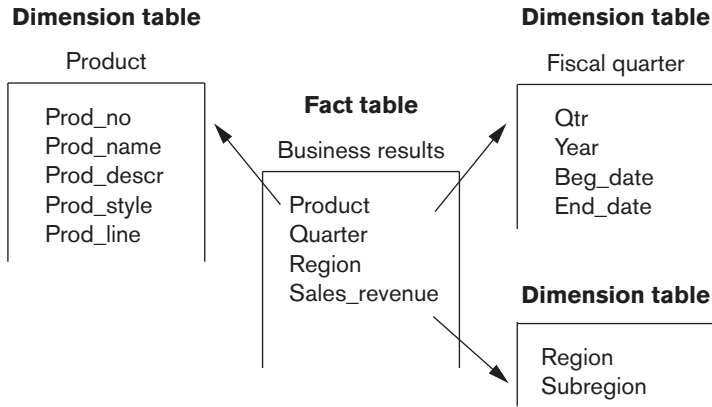 Dimension table
Product
Prod_no
Prod_name
Prod_descr
Prod_style
Prod_line
Fact table
Business results
Product
Quarter
Region
Sales_revenue
Dimension table
Fiscal quarter
Qtr
Year
Beg_date
End_date
Dimension table
Region
Subregion